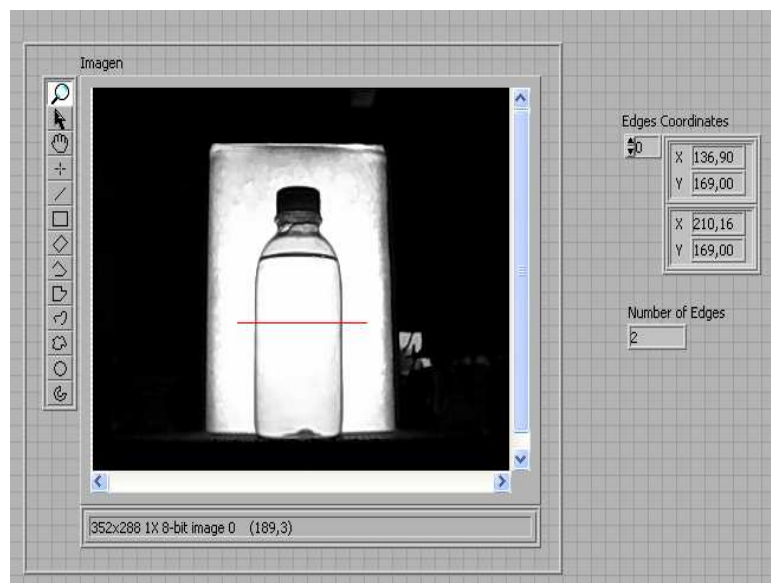 Imagen
Edges Coordinates
0
X 136,90
Y 169,00
X 210,16
Y 169,00
Number of Edges
2
352x288 1X 8-bit image 0 (189,3)